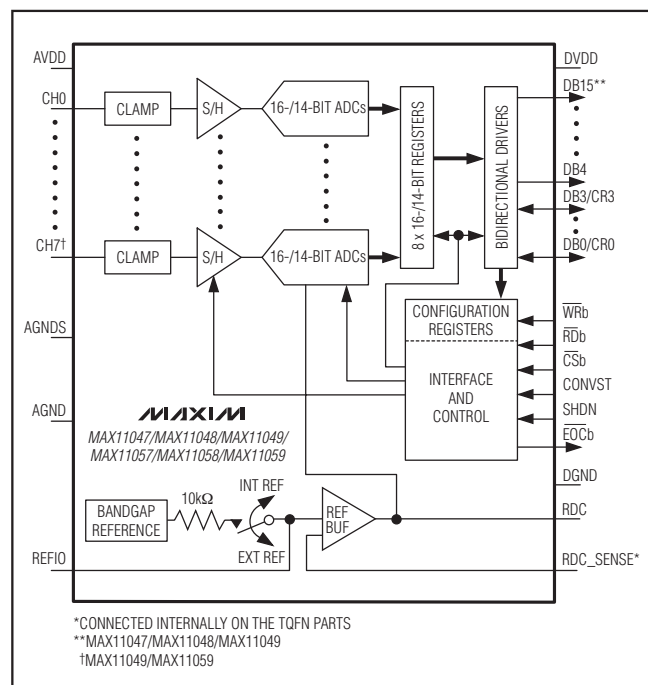 AVDD
DVDD
CH0
CLAMP
S/H
16-/14-BIT ADCs
8 x 16-/14-BIT REGISTERS
BIDIRECTIONAL DRIVERS
DB15**
DB4
DB3/CR3
DB0/CR0
CH7†
CLAMP
S/H
16-/14-BIT ADCs
CONFIGURATION
REGISTERS
INTERFACE
AND
CONTROL
WRb
RDb
CSb
CONVST
SHDN
EOCb
AGNDS
AGND
MAXIM
MAX11047/MAX11048/MAX11049/
MAX11057/MAX11058/MAX11059
DGND
BANDGAP
REFERENCE
10kΩ
INT REF
EXT REF
REF
BUF
RDC
REFIO
RDC_SENSE*
*CONNECTED INTERNALLY ON THE TQFN PARTS
**MAX11047/MAX11048/MAX11049
†MAX11049/MAX11059